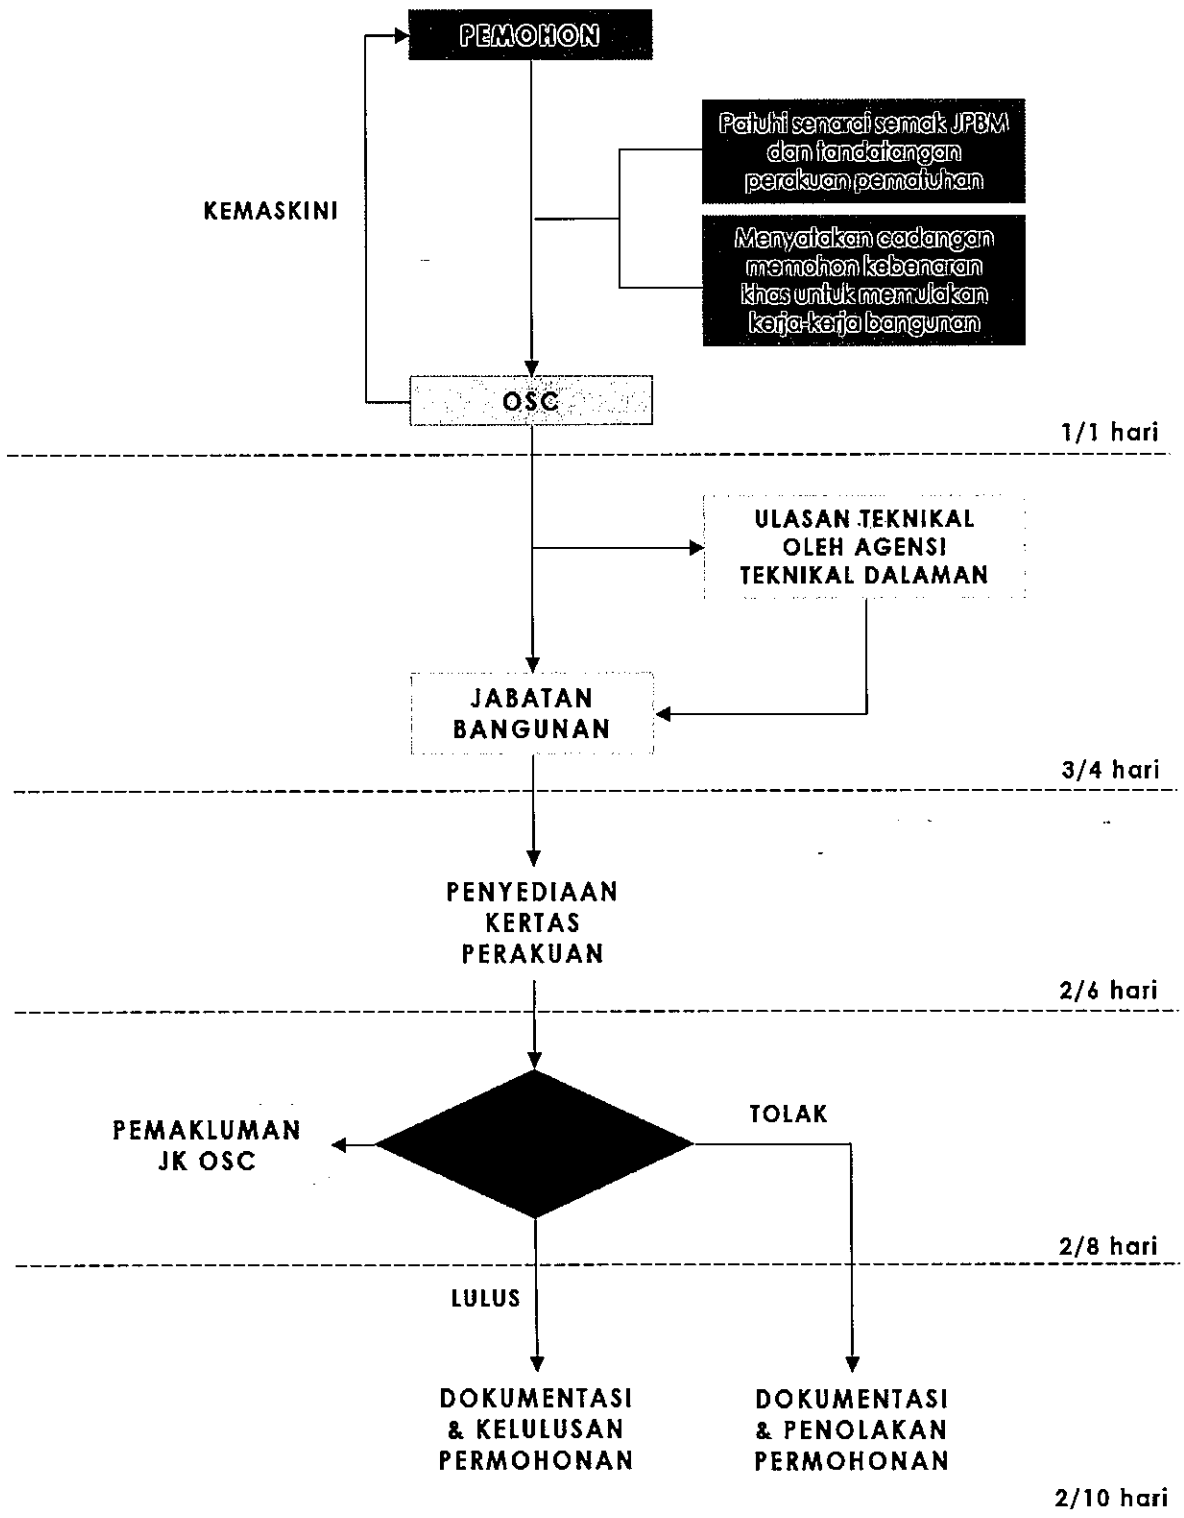 PEMOHON
Patuhi senarai semak JPBM
dan tandatangan
perakuan pematuhan
KEMASKINI
Menyatakan cadangan
memohon kebenaran
khas untuk memulakan
kerja-kerja bangunan
OSC
1/1 hari
ULASAN TEKNIKAL
OLEH AGENSI
TEKNIKAL DALAMAN
JABATAN
BANGUNAN
3/4 hari
PENYEDIAAN
KERTAS
PERAKUAN
2/6 hari
PEMAKLUMAN
JK OSC
TOLAK
2/8 hari
LULUS
DOKUMENTASI
& KELULUSAN
PERMOHONAN
DOKUMENTASI
& PENOLAKAN
PERMOHONAN
2/10 hari